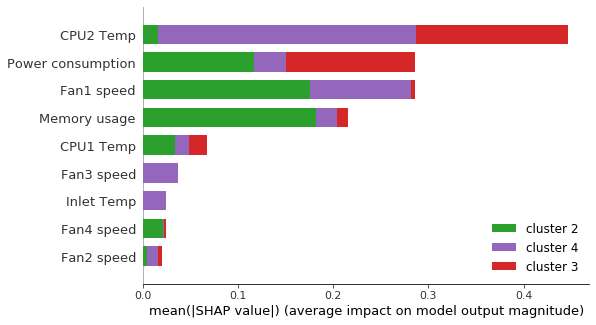 CPU2 Temp
Power consumption
Fan1 speed
Memory usage
CPU1 Temp
Fan3 speed
Inlet Temp
Fan4 speed
Fan2 speed
cluster 2
cluster 4
cluster 3
0.0 0.1 0.2 0.3 0.4
mean(|SHAP value|) (average impact on model output magnitude)